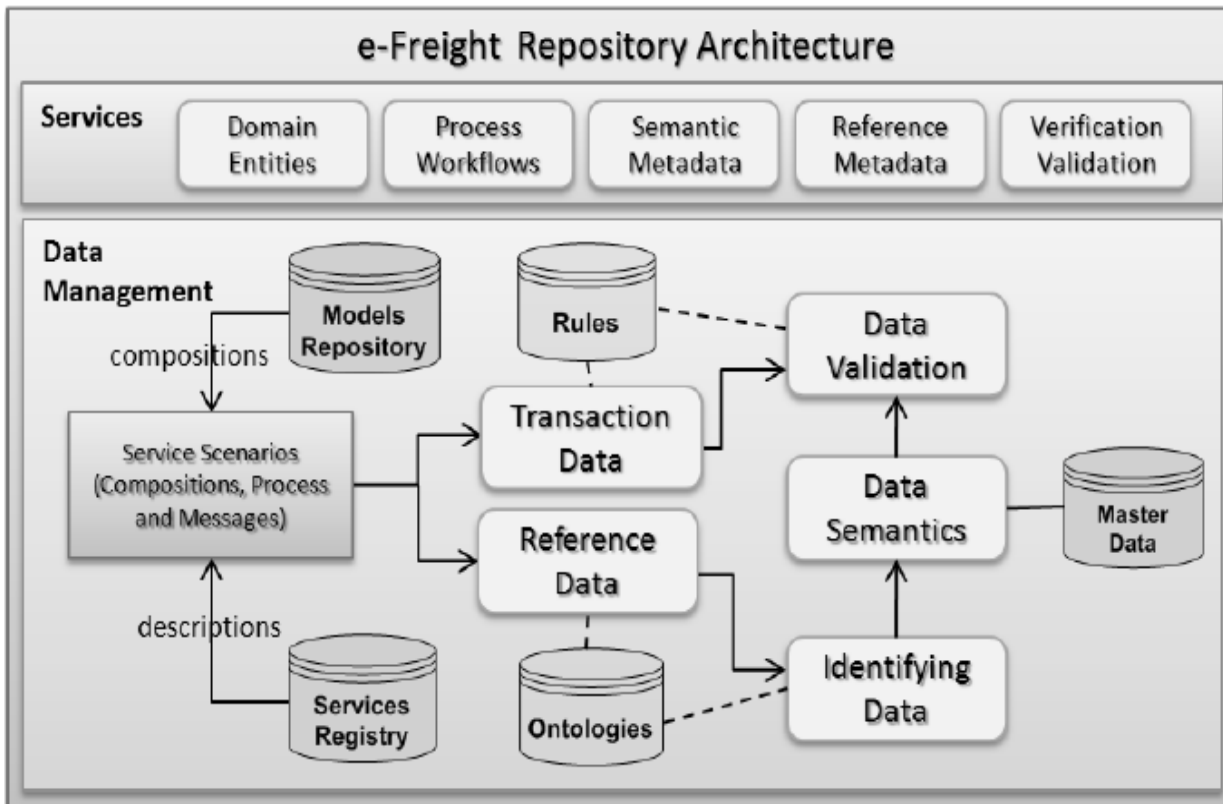 e-Freight Repository Architecture
Services
Domain
Entities
Process
Workflows
Semantic
Metadata
Reference
Metadata
Verification
Validation
Data
Management
Models
Repository
compositions
Rules
Data
Validation
Service Scenarios
(Compositions, Process
and Messages)
Transaction
Data
Data
Semantics
Master
Data
Reference
Data
descriptions
Services
Registry
Ontologies
Identifying
Data